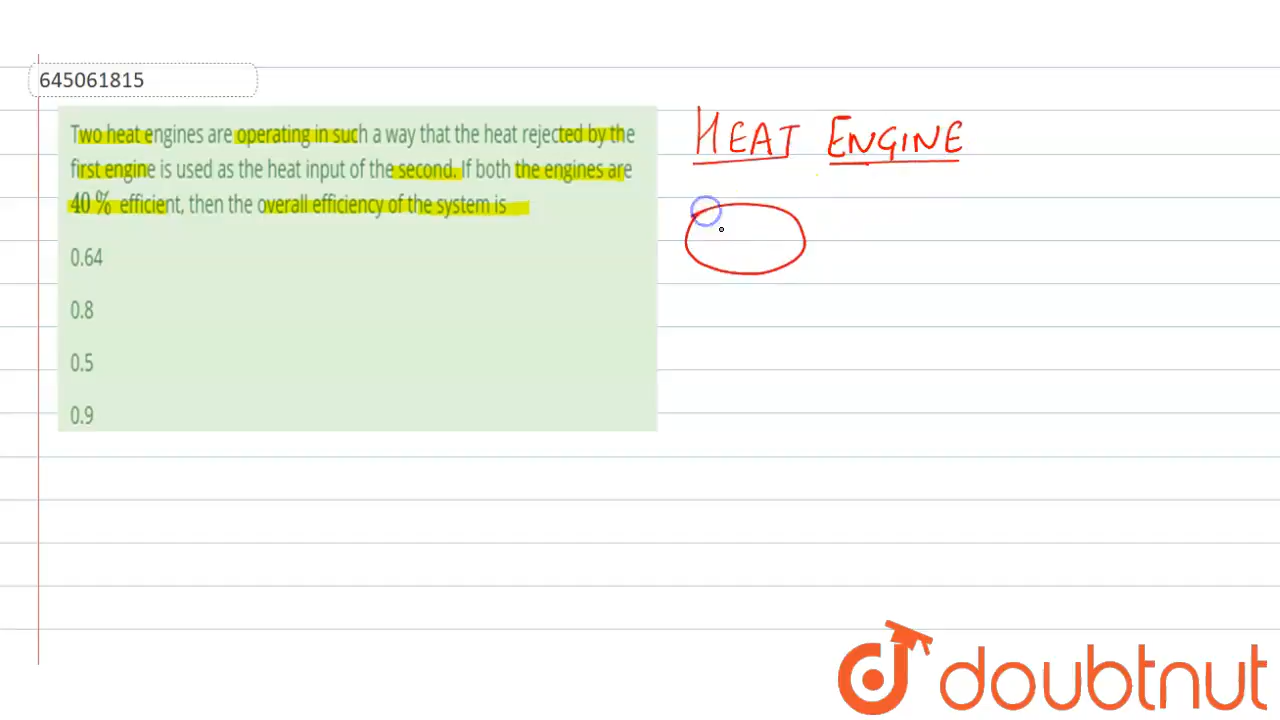 645061815
Two heat engines are operating in such a way that the heat rejected by the
first engine is used as the heat input of the second. If both the engines are
40 % efficient, then the overall efficiency of the system is
0.64
0.8
0.5
0.9
HEAT ENGINE
doubtnut